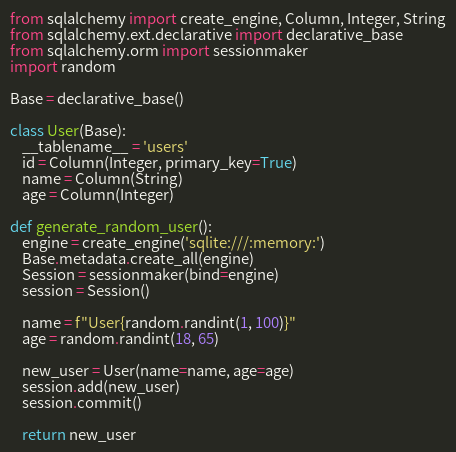 from sqlalchemy import create_engine, Column, Integer, String
from sqlalchemy.ext.declarative import declarative_base
from sqlalchemy.orm import sessionmaker
import random

Base = declarative_base()

class User(Base):
    __tablename__ = 'users'
    id = Column(Integer, primary_key=True)
    name = Column(String)
    age = Column(Integer)

def generate_random_user():
    engine = create_engine('sqlite:///:memory:')
    Base.metadata.create_all(engine)
    Session = sessionmaker(bind=engine)
    session = Session()

    name = f"User{random.randint(1, 100)}"
    age = random.randint(18, 65)

    new_user = User(name=name, age=age)
    session.add(new_user)
    session.commit()

    return new_user